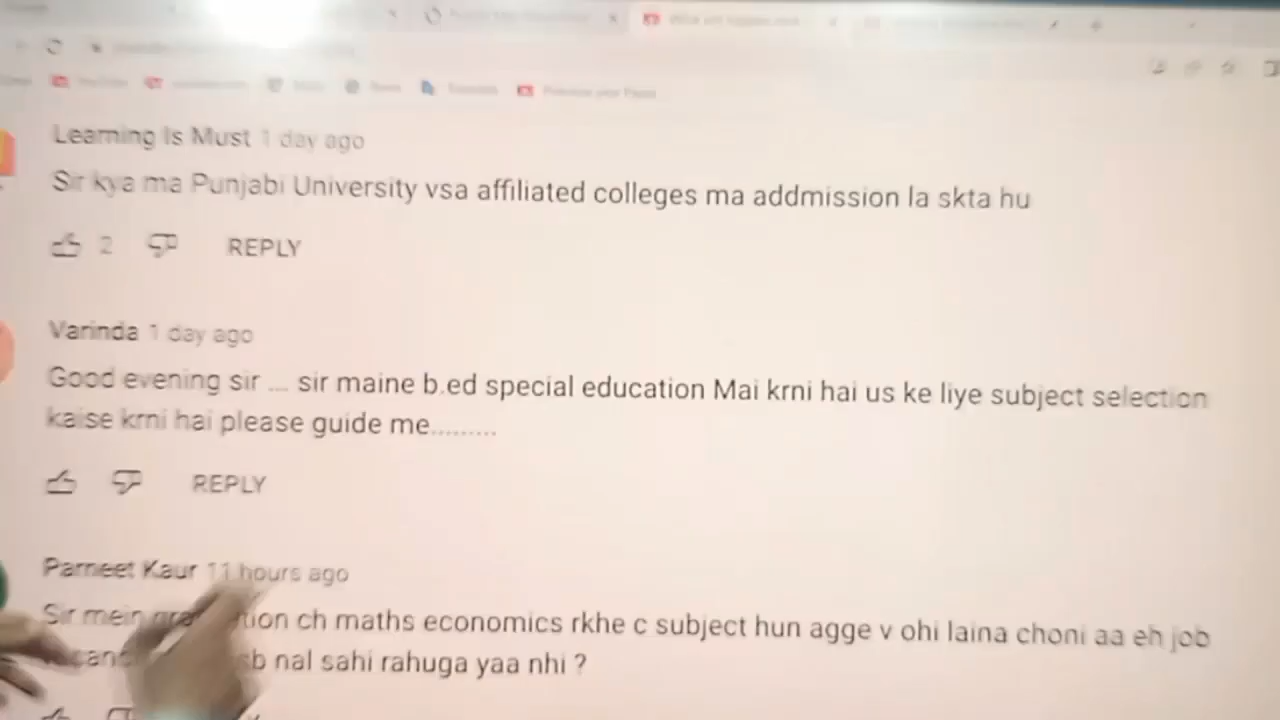 Learning Is Must 1 day ago
Sir kya ma Punjabi University vsa affiliated colleges ma addmission la skta hu
2 REPLY
Varinda 1 day ago
Good evening sir ... sir maine b.ed special education Mai krni hai us ke liye subject selection
kaise krni hai please guide me.........
REPLY
Parneet Kaur 11 hours ago
Sir mein ch maths economics rkhe c subject hun agge v ohi laina choni aa eh job
nal sahi rahuga yaa nhi ?